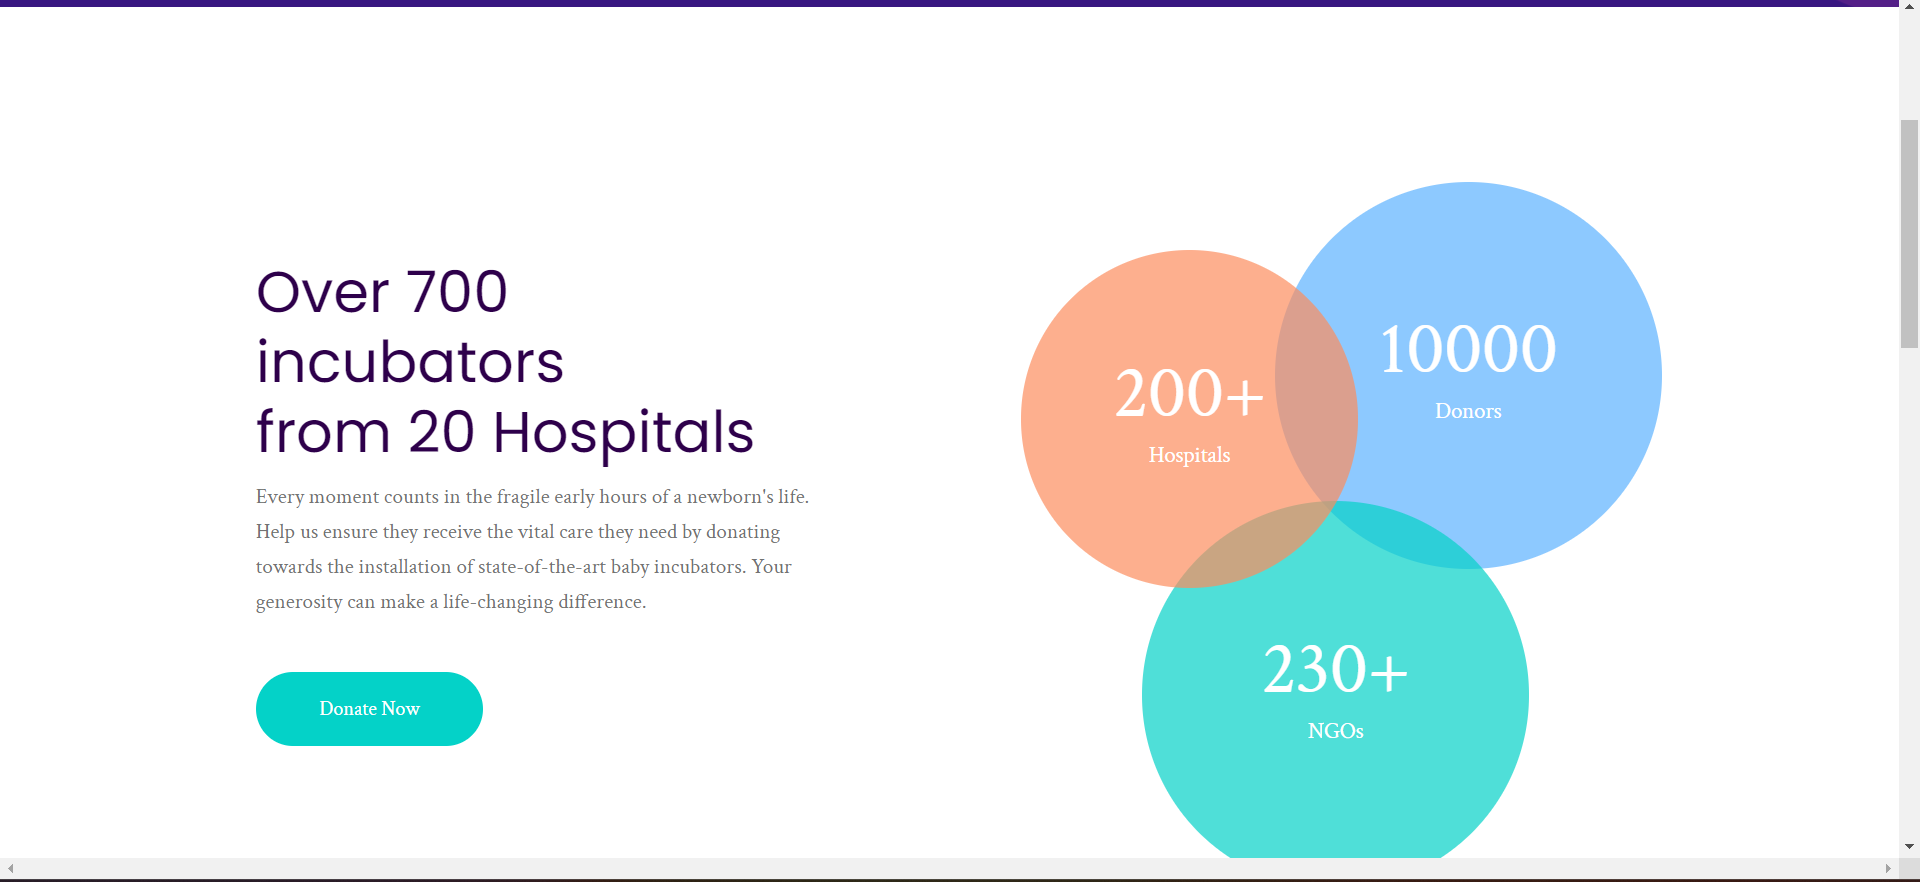 Over 700
incubators
from 20 Hospitals
Every moment counts in the fragile early hours of a newborn's life.
Help us ensure they receive the vital care they need by donating
towards the installation of state-of-the-art baby incubators. Your
generosity can make a life-changing difference.
Donate Now
200+
Hospitals
10000
Donors
230+
NGOs